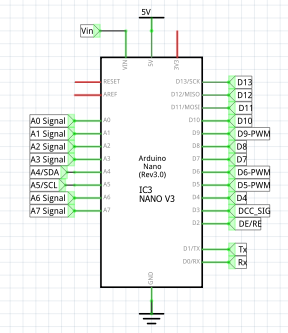 5V
Vin
VIN
5V
3V3
RESET
AREF
D13/SCK
D13
D12/MISO
D12
D11/MOSI
D11
A0 Signal
A0
D10
D10
A1 Signal
A1
D9
D9-PWM
A2 Signal
A2
D8
D8
A3 Signal
A3
D7
D7
A4/SDA
A4
D6
D6-PWM
A5/SCL
A5
D5
D5-PWM
A6 Signal
A6
D4
D4
A7 Signal
A7
D3
DCC_SIG
D2
DE/RE
Arduino
Nano
(Rev3.0)
IC3
NANO V3
D1/TX
Tx
D0/RX
Rx
GND